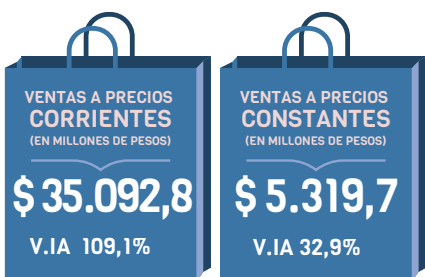 VENTAS A PRECIOS
CORRIENTES
(EN MILLONES DE PESOS)
$ 35.092,8
V.IA 109,1%
VENTAS A PRECIOS
CONSTANTES
(EN MILLONES DE PESOS)
$ 5.319,7
V.IA 32,9%